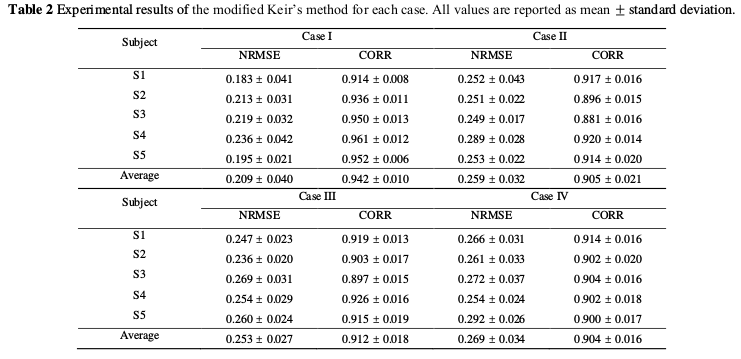 Table 2 Experimental results of the modified Keir's method for each case. All values are reported as mean ± standard deviation.
Subject Case I Case II
NRMSE CORR NRMSE CORR
S1 0.183 ± 0.041 0.914 ± 0.008 0.252 ± 0.043 0.917 ± 0.016
S2 0.213 ± 0.031 0.936 ± 0.011 0.251 ± 0.022 0.896 ± 0.015
S3 0.219 ± 0.032 0.950 ± 0.013 0.249 ± 0.017 0.881 ± 0.016
S4 0.236 ± 0.042 0.961 ± 0.012 0.289 ± 0.028 0.920 ± 0.014
S5 0.195 ± 0.021 0.952 ± 0.006 0.253 ± 0.022 0.914 ± 0.020
Average 0.209 ± 0.040 0.942 ± 0.010 0.259 ± 0.032 0.905 ± 0.021
Subject Case III Case IV
NRMSE CORR NRMSE CORR
S1 0.247 ± 0.023 0.919 ± 0.013 0.266 ± 0.031 0.914 ± 0.016
S2 0.236 ± 0.020 0.903 ± 0.017 0.261 ± 0.033 0.902 ± 0.020
S3 0.269 ± 0.031 0.897 ± 0.015 0.272 ± 0.037 0.904 ± 0.016
S4 0.254 ± 0.029 0.926 ± 0.016 0.254 ± 0.024 0.902 ± 0.018
S5 0.260 ± 0.024 0.915 ± 0.019 0.292 ± 0.026 0.900 ± 0.017
Average 0.253 ± 0.027 0.912 ± 0.018 0.269 ± 0.034 0.904 ± 0.016